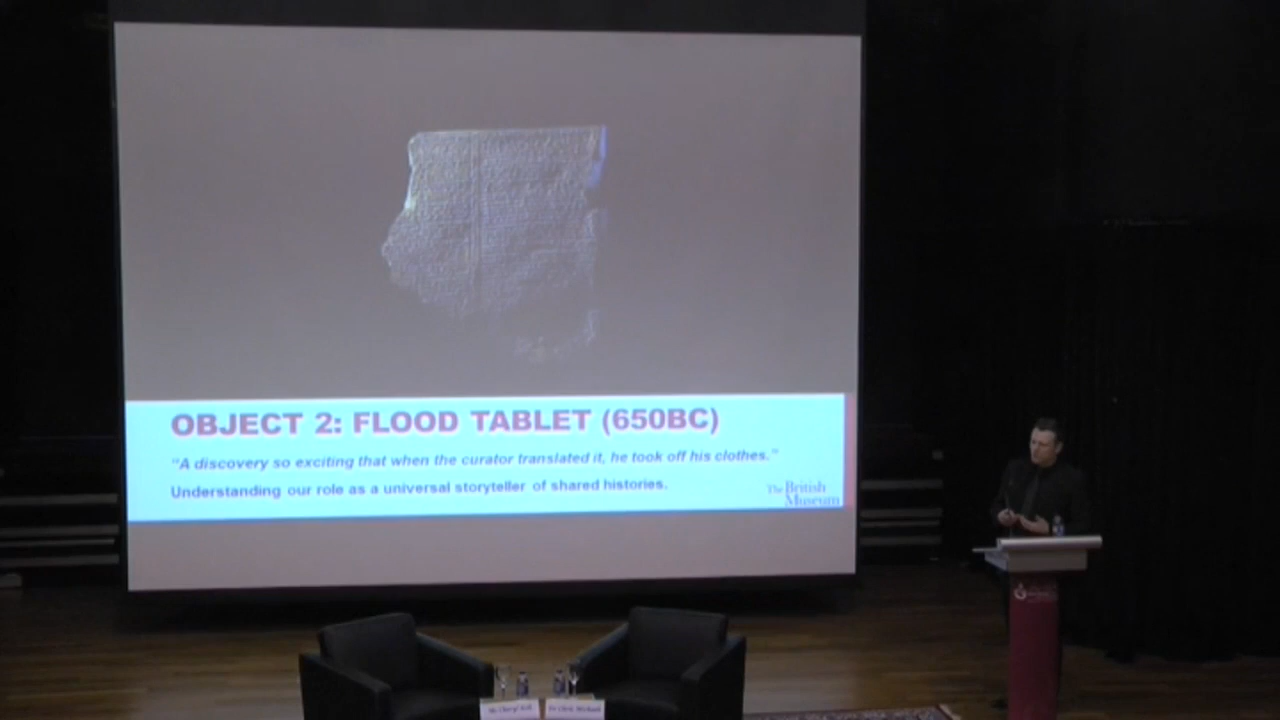 OBJECT 2: FLOOD TABLET (650BC)
"A discovery so exciting that when the curator translated it, he took off his clothes."
Understanding our role as a universal storyteller of shared histories.
The British
Museum